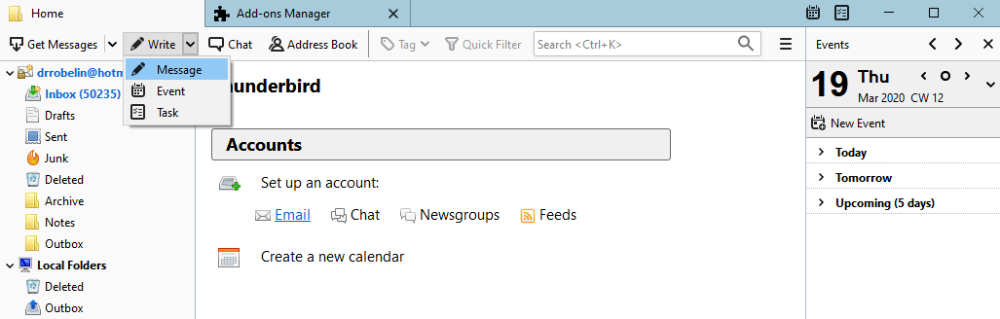 Home
Add-ons Manager
Get Messages
Write
Chat
Address Book
Tag
Quick Filter
Search <Ctrl+K>
Events
Message
Event
Task
drrobelin@hotm
Inbox (50235)
Drafts
Sent
Junk
Deleted
Archive
Notes
Outbox
Local Folders
Deleted
Outbox
hunderbird
Accounts
Set up an account:
Email
Chat
Newsgroups
Feeds
Create a new calendar
19
Thu
Mar 2020 CW 12
New Event
Today
Tomorrow
Upcoming (5 days)